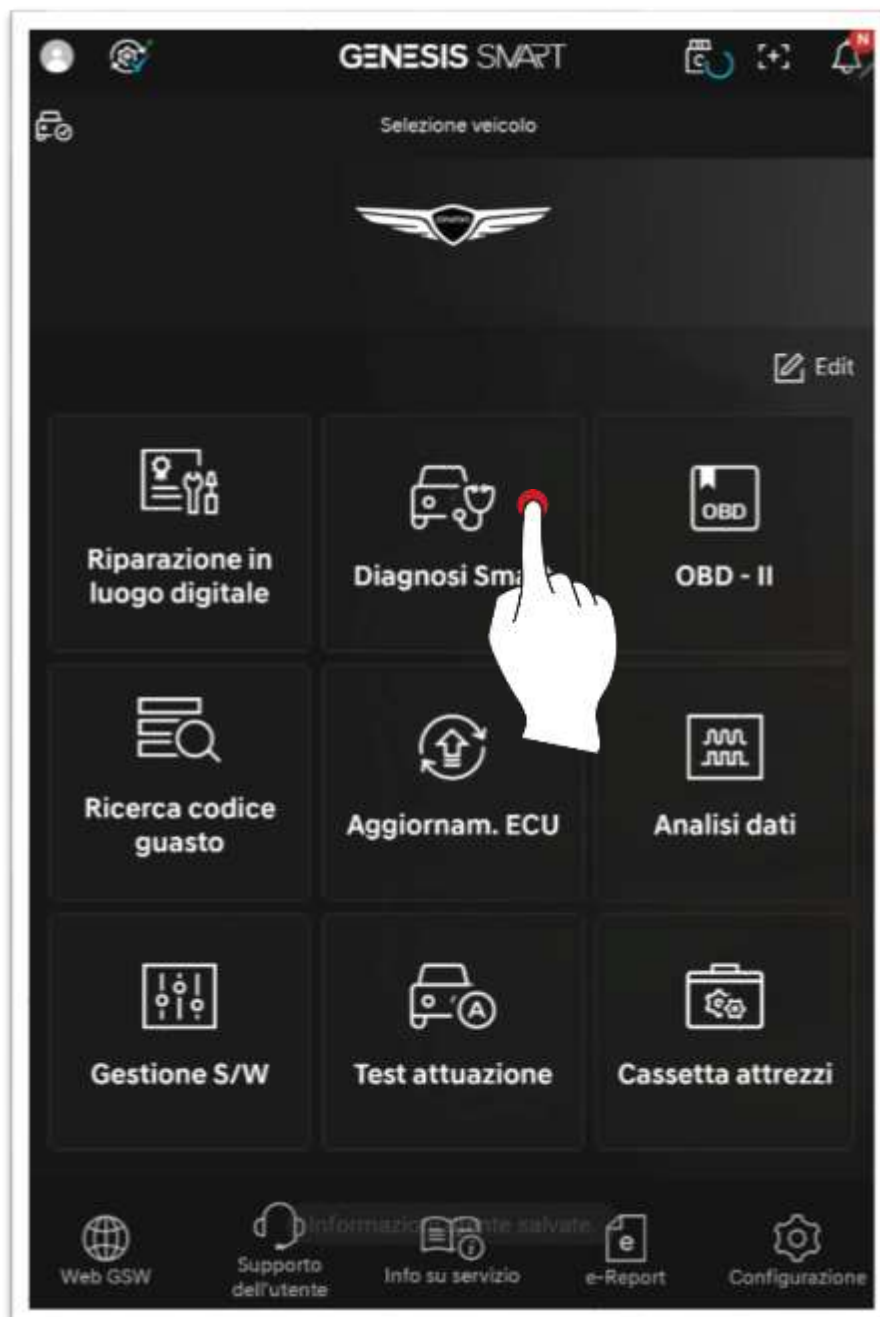 GENESIS SMART
N
Selezione veicolo
Edit
Riparazione in
luogo digitale
Diagnosi
OBD
OBD - II
Ricerca codice
guasto
Aggiornam. ECU
Analisi dati
Gestione S/W
A
Test attuazione
Cassetta attrezzi
Web GSW
Supporto
dell'utente
Info su servizio
e
e-Report
Configurazione